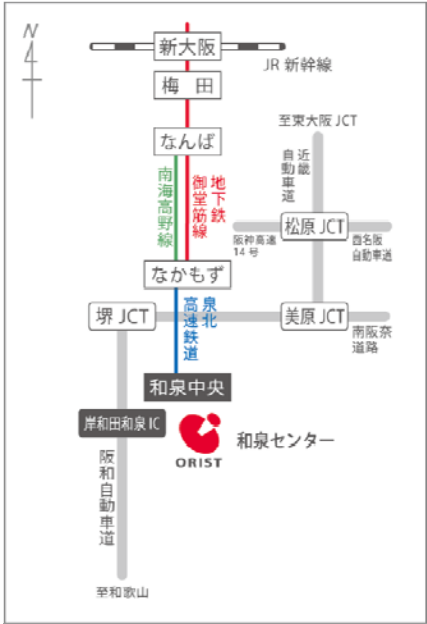 N
新大阪
JR 新幹線
梅 田
なんば
至東大阪 JCT
近畿
自動車道
南海高野線
地下鉄
御堂筋線
松原 JCT
阪神高速
14 号
西名阪
自動車道
なかもず
堺 JCT
泉北
高速鉄道
美原 JCT
南阪奈
道路
和泉中央
岸和田和泉 IC
ORIST
和泉センター
阪和自動車道
至和歌山